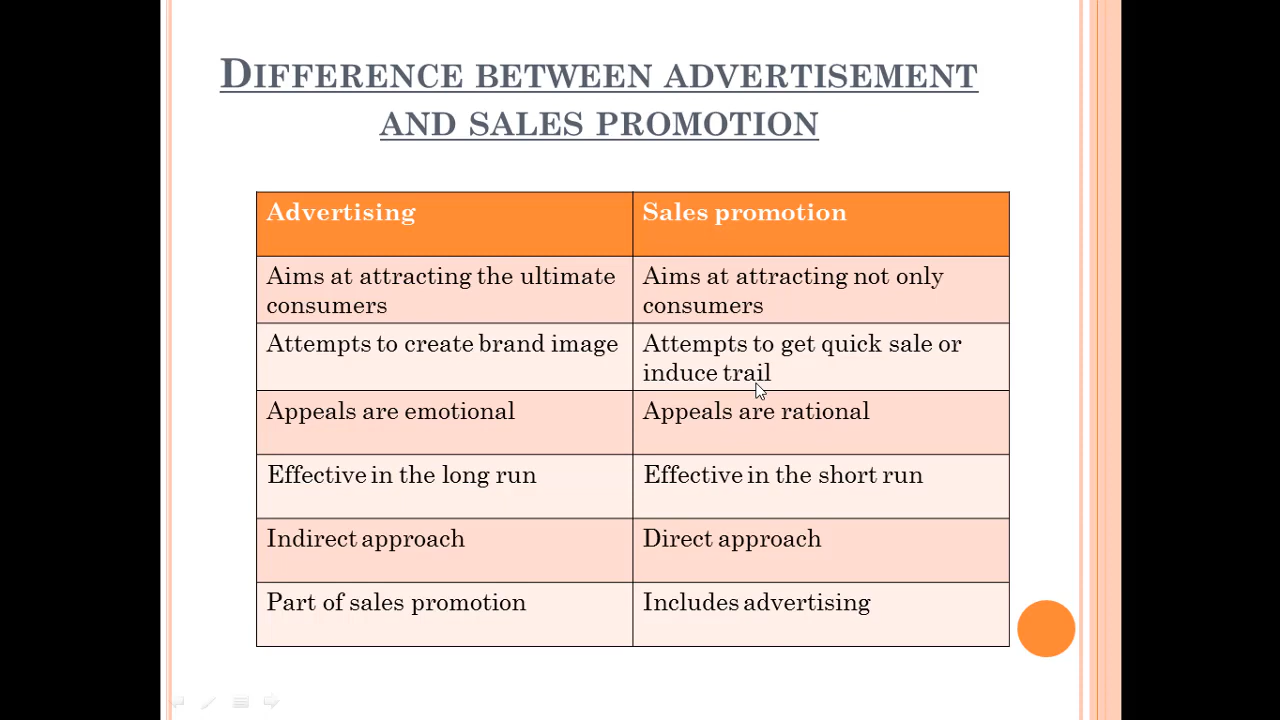 DIFFERENCE BETWEEN ADVERTISEMENT
AND SALES PROMOTION
Advertising
Sales promotion
Aims at attracting the ultimate
consumers
Aims at attracting not only
consumers
Attempts to create brand image
Attempts to get quick sale or
induce trail
Appeals are emotional
Appeals are rational
Effective in the long run
Effective in the short run
Indirect approach
Direct approach
Part of sales promotion
Includes advertising